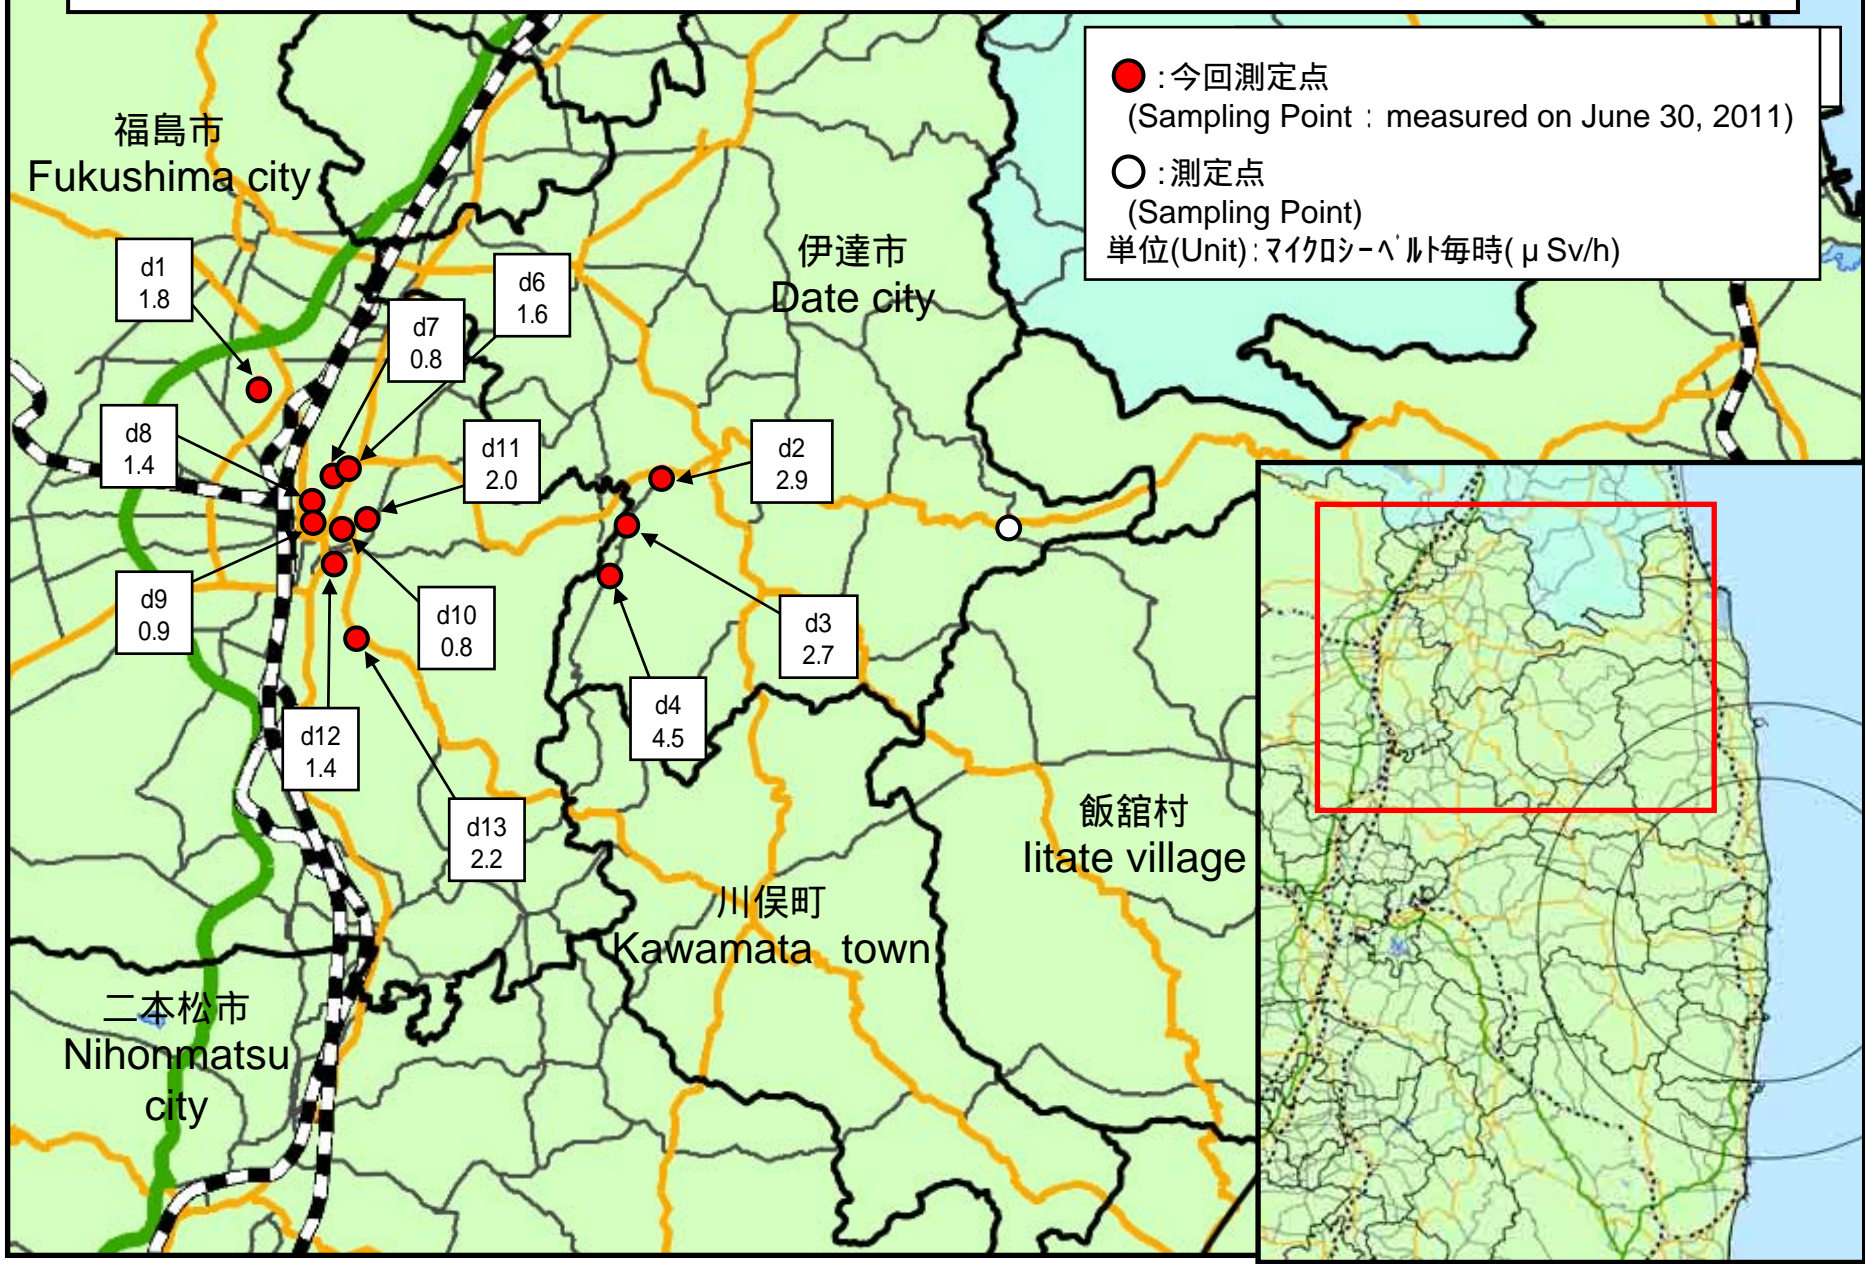 :今回測定点
(Sampling Point : measured on June 30, 2011)
:測定点
(Sampling Point)
単位(Unit):マイクロシーベルト毎時(μSv/h)
福島市
Fukushima city
伊達市
Date city
d1
1.8
d6
1.6
d7
0.8
d8
1.4
d11
2.0
d2
2.9
d9
0.9
d10
0.8
d3
2.7
d4
4.5
d12
1.4
d13
2.2
飯舘村
Iitate village
川俣町
Kawamata town
二本松市
Nihonmatsu
city